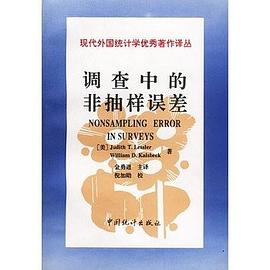 现代外国统计学优秀著作译丛
调查中的
非抽样误差
NONSAMPLING ERROR
IN SURVEYS
[美] Judith T. Lessler
William D. Kalsbeek 著
金勇进 主译
倪加勋 校
中国统计出版社